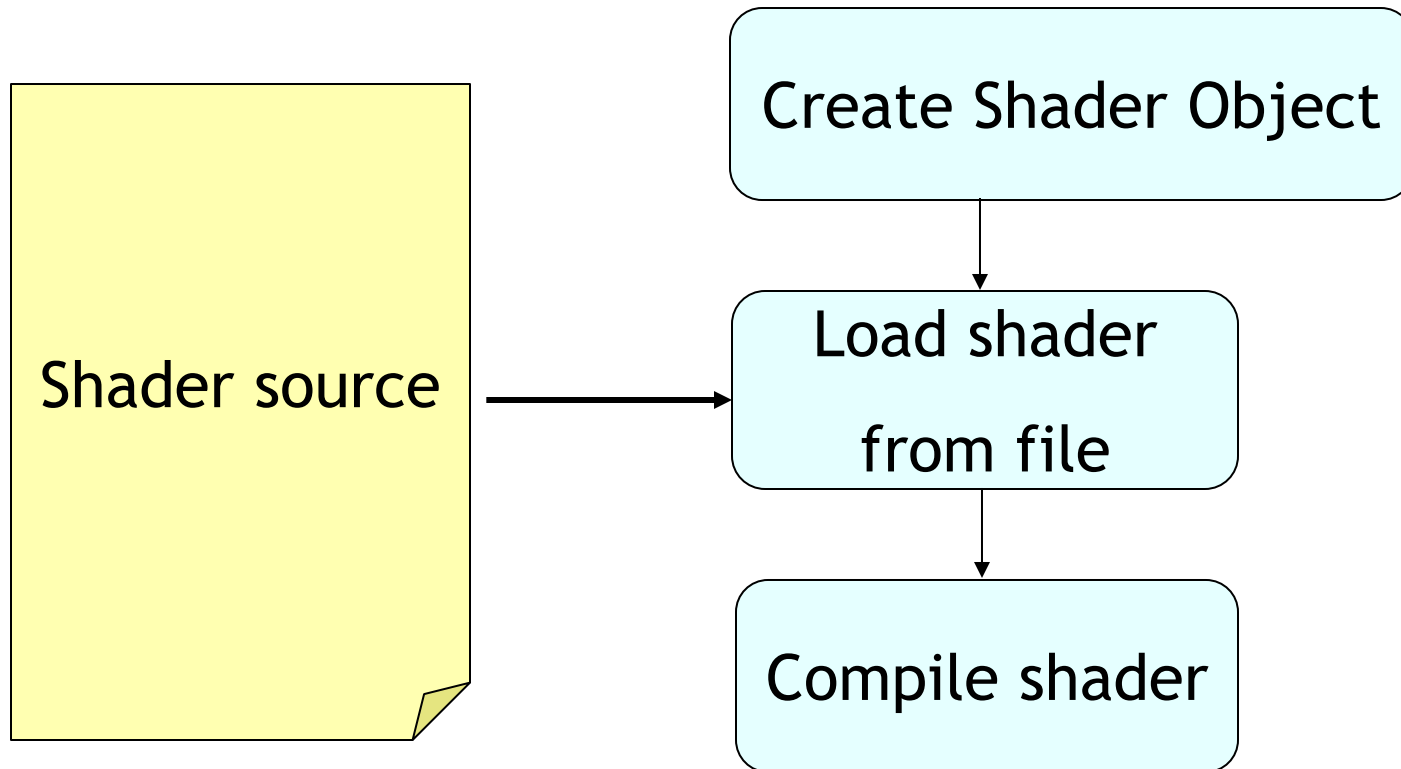 Create Shader Object
Shader source
Load shader
from file
Compile shader